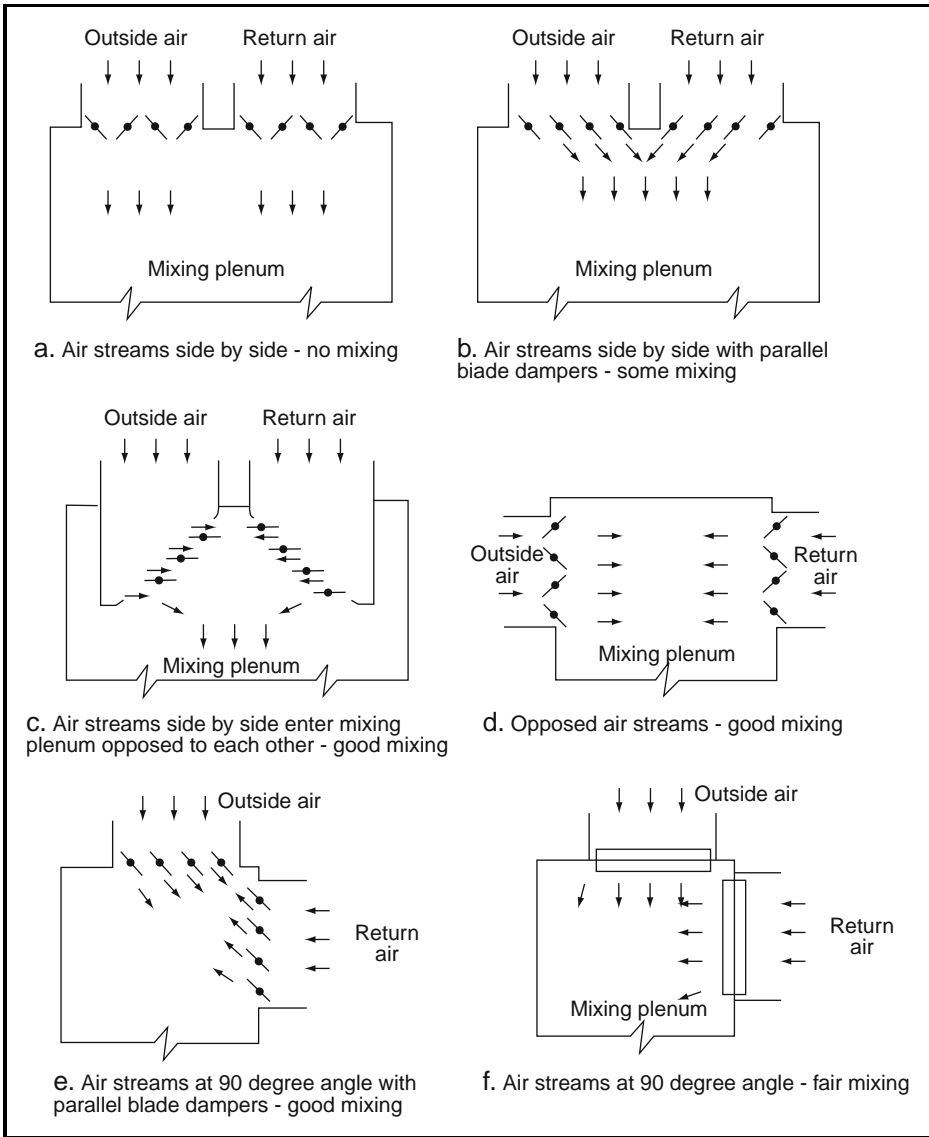 Outside air Return air
Outside air Return air
Mixing plenum
Mixing plenum
a. Air streams side by side - no mixing
b. Air streams side by side with parallel
blade dampers - some mixing
Outside air Return air
Outside
air
Return
air
Mixing plenum
Mixing plenum
c. Air streams side by side enter mixing
plenum opposed to each other - good mixing
d. Opposed air streams - good mixing
Outside air
Return
air
Outside air
Return
air
Mixing plenum
e. Air streams at 90 degree angle with
parallel blade dampers - good mixing
f. Air streams at 90 degree angle - fair mixing